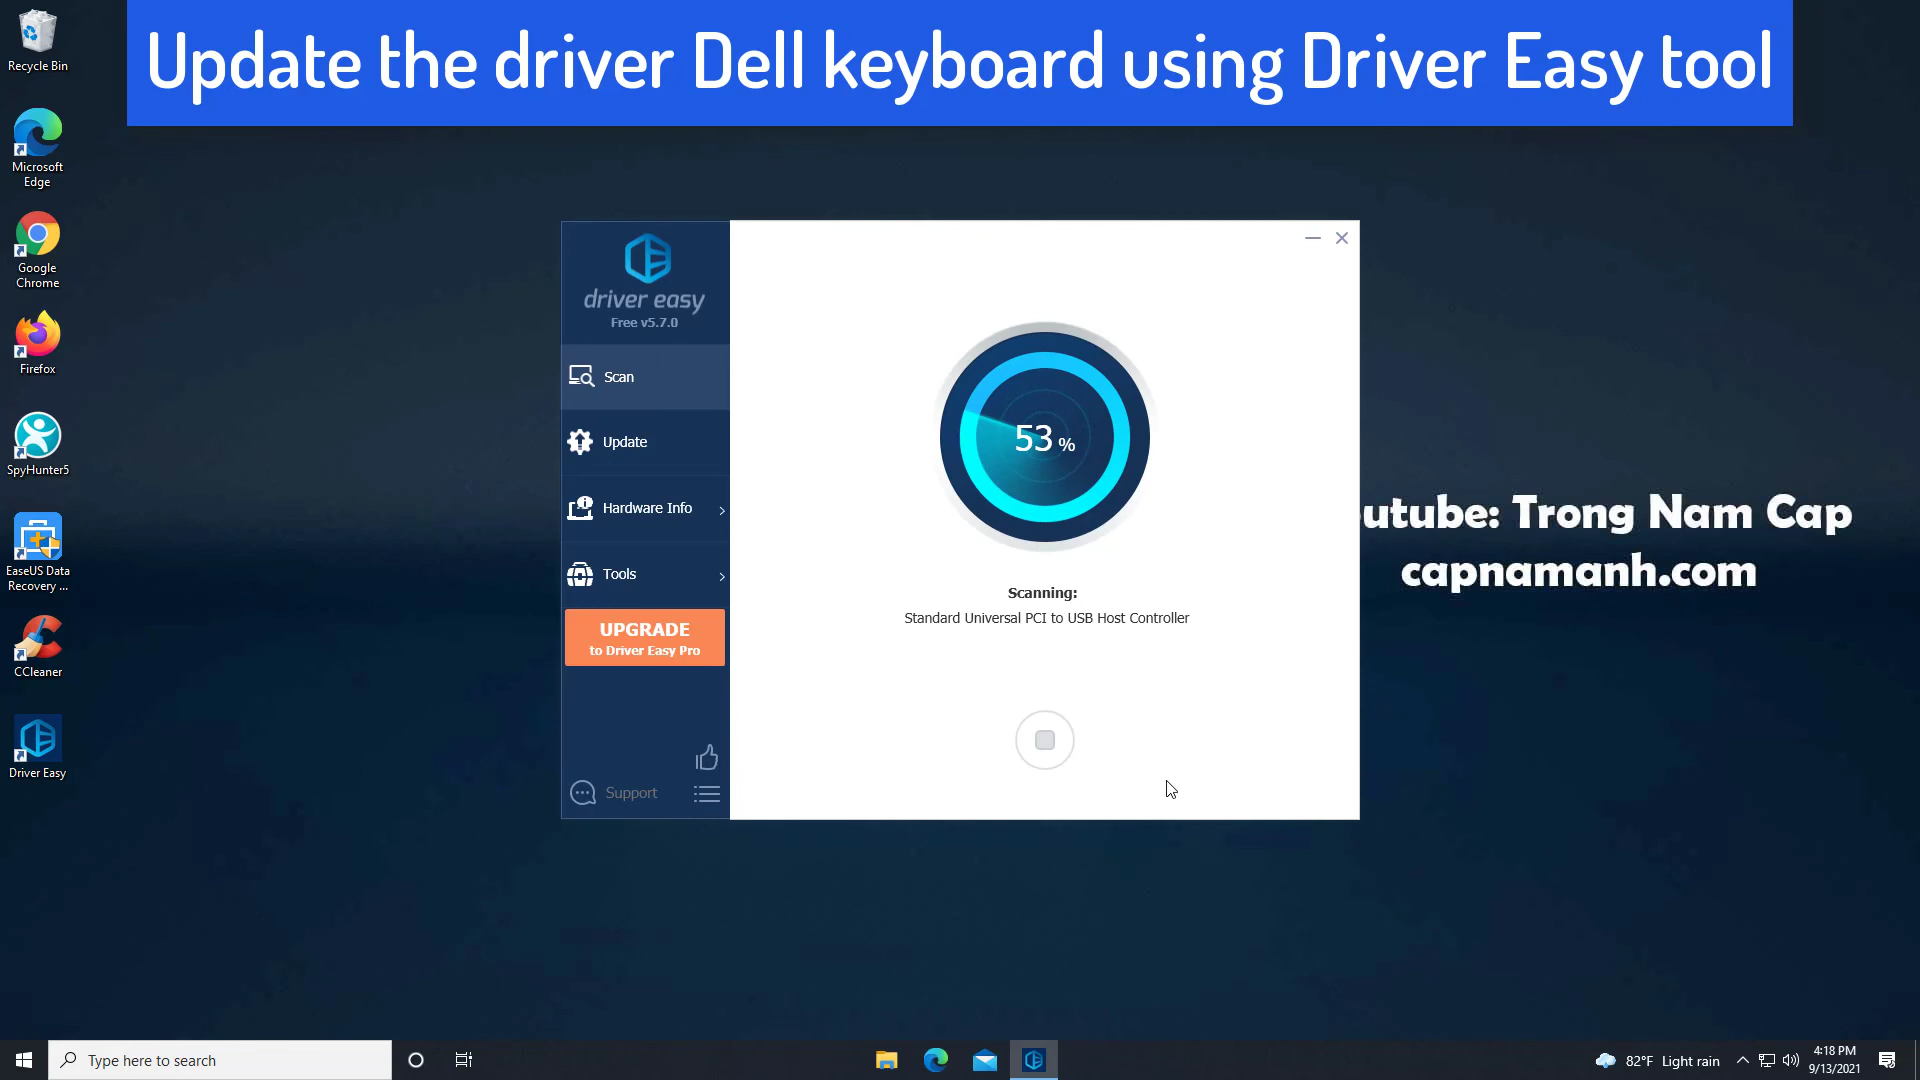 Update the driver Dell keyboard using Driver Easy tool
Recycle Bin
Microsoft
Edge
Google
Chrome
Firefox
SpyHunter5
EaseUS Data
Recovery ...
CCleaner
Driver Easy
driver easy
Free v5.7.0
Scan
Update
Hardware Info
Tools
UPGRADE
to Driver Easy Pro
Support
53 %
Scanning:
Standard Universal PCI to USB Host Controller
utube: Trong Nam Cap
capnamanh.com
Type here to search
82°F Light rain
4:18 PM
9/13/2021